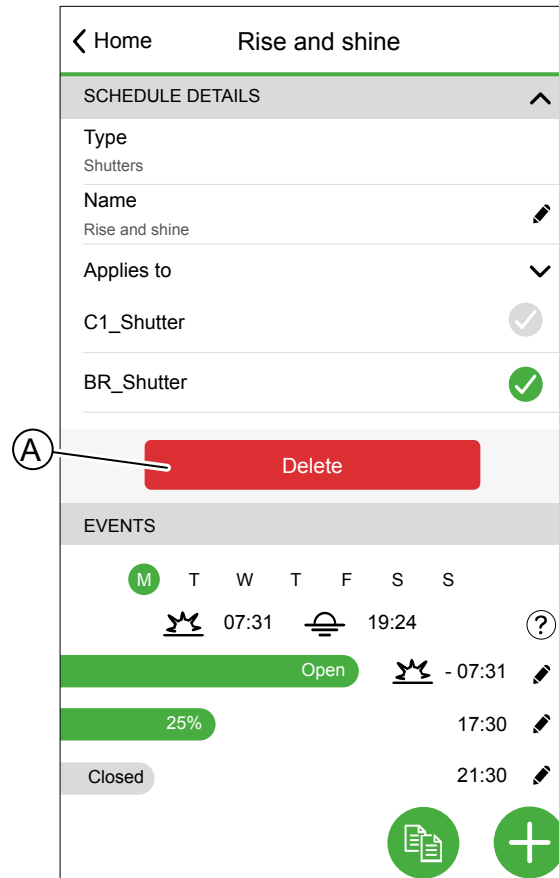 Home Rise and shine
SCHEDULE DETAILS
Type
Shutters
Name
Rise and shine
Applies to
C1_Shutter
BR_Shutter
A Delete
EVENTS
M T W T F S S
07:31 19:24 ?
Open - 07:31
25% 17:30
Closed 21:30